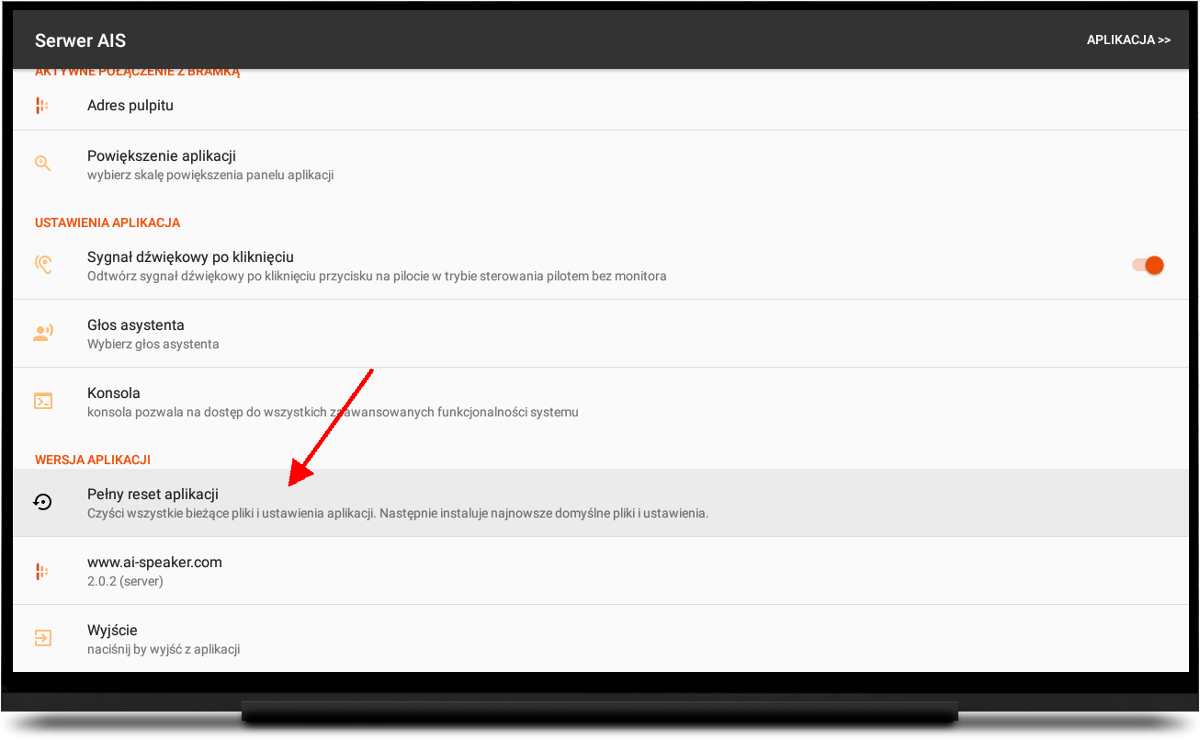 Serwer AIS
APLIKACJA >>
AKTYWNE POŁĄCZENIE Z BRAMKĄ
Adres pulpitu
Powiększenie aplikacji
wybierz skalę powiększenia panelu aplikacji
USTAWIENIA APLIKACJA
Sygnał dźwiękowy po kliknięciu
Odtwórz sygnał dźwiękowy po kliknięciu przycisku na pilocie w trybie sterowania pilotem bez monitora
Głos asystenta
Wybierz głos asystenta
Konsola
konsola pozwala na dostęp do wszystkich zaawansowanych funkcjonalności systemu
WERSJA APLIKACJI
Pełny reset aplikacji
Czyści wszystkie bieżące pliki i ustawienia aplikacji. Następnie instaluje najnowsze domyślne pliki i ustawienia.
www.ai-speaker.com
2.0.2 (server)
Wyjście
naciśnij by wyjść z aplikacji